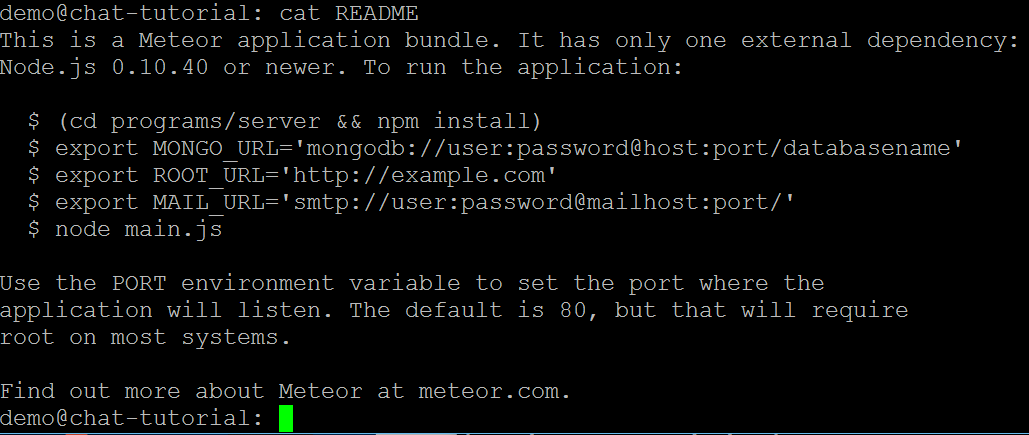 demo@chat-tutorial: cat README
This is a Meteor application bundle. It has only one external dependency:
Node.js 0.10.40 or newer. To run the application:
$ (cd programs/server && npm install)
$ export MONGO_URL='mongodb://user:password@host:port/databasename'
$ export ROOT_URL='http://example.com'
$ export MAIL_URL='smtp://user:password@mailhost:port/'
$ node main.js
Use the PORT environment variable to set the port where the
application will listen. The default is 80, but that will require
root on most systems.
Find out more about Meteor at meteor.com.
demo@chat-tutorial: